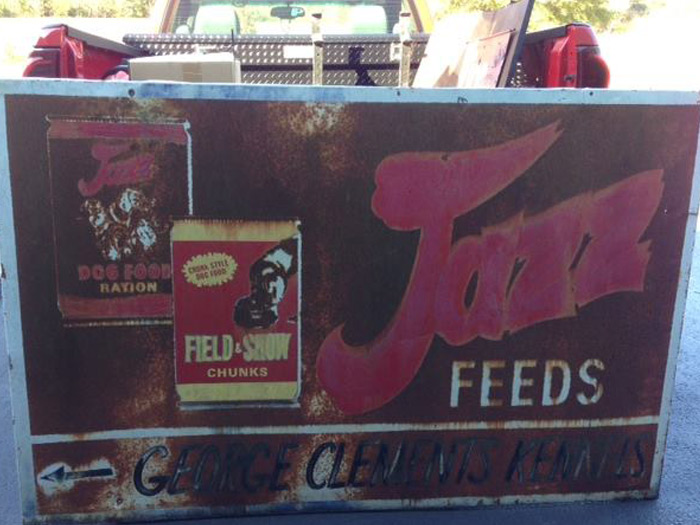 Jazz
DOG FOOD
RATION
CHUNK STYLE
DOG FOOD
FIELD & SHOW
CHUNKS
Jazz
FEEDS
GEORGE CLEMENTS KENNELS